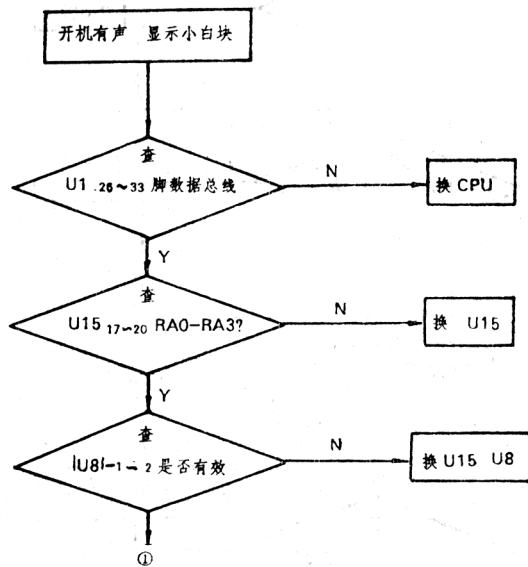 开机有声 显示小白块
查
U1 .26~33 脚数据总线
N
换 CPU
Y
查
U15 17~20 RA0-RA3?
N
换 U15
Y
查
|U8|-1-2 是否有效
N
换 U15 U8
①